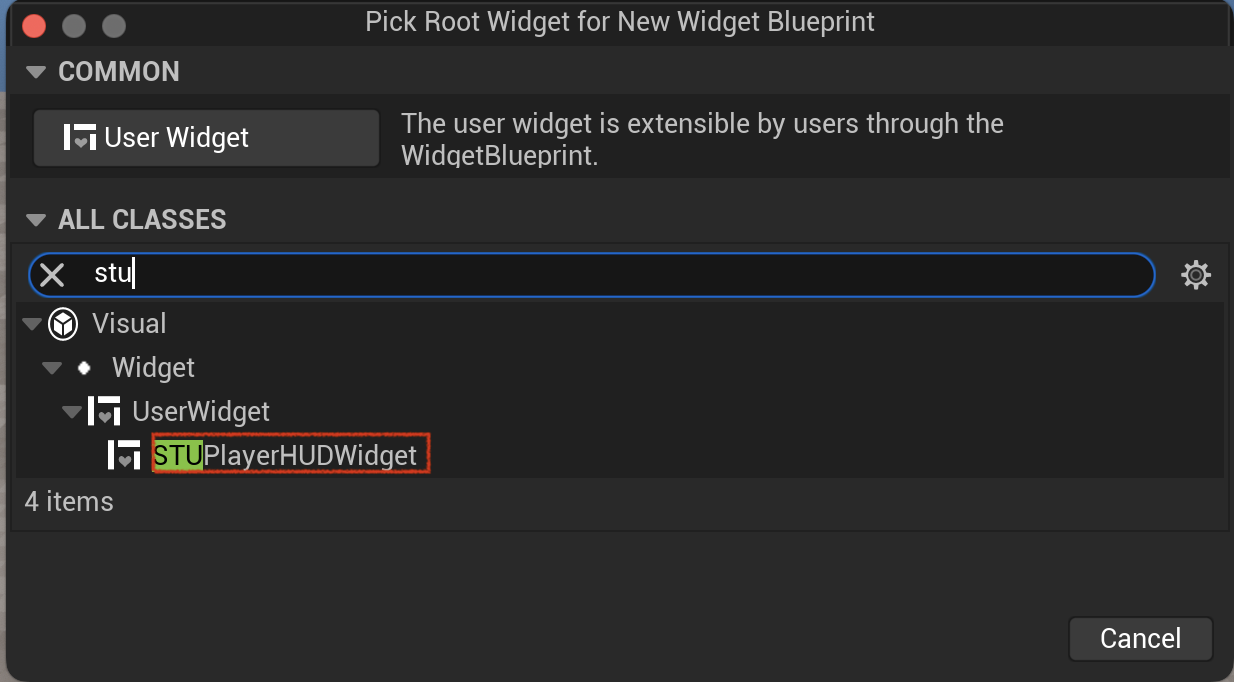 Pick Root Widget for New Widget Blueprint
COMMON
User Widget
The user widget is extensible by users through the
WidgetBlueprint.
ALL CLASSES
stu
Visual
Widget
UserWidget
STUPlayerHUDWidget
4 items
Cancel